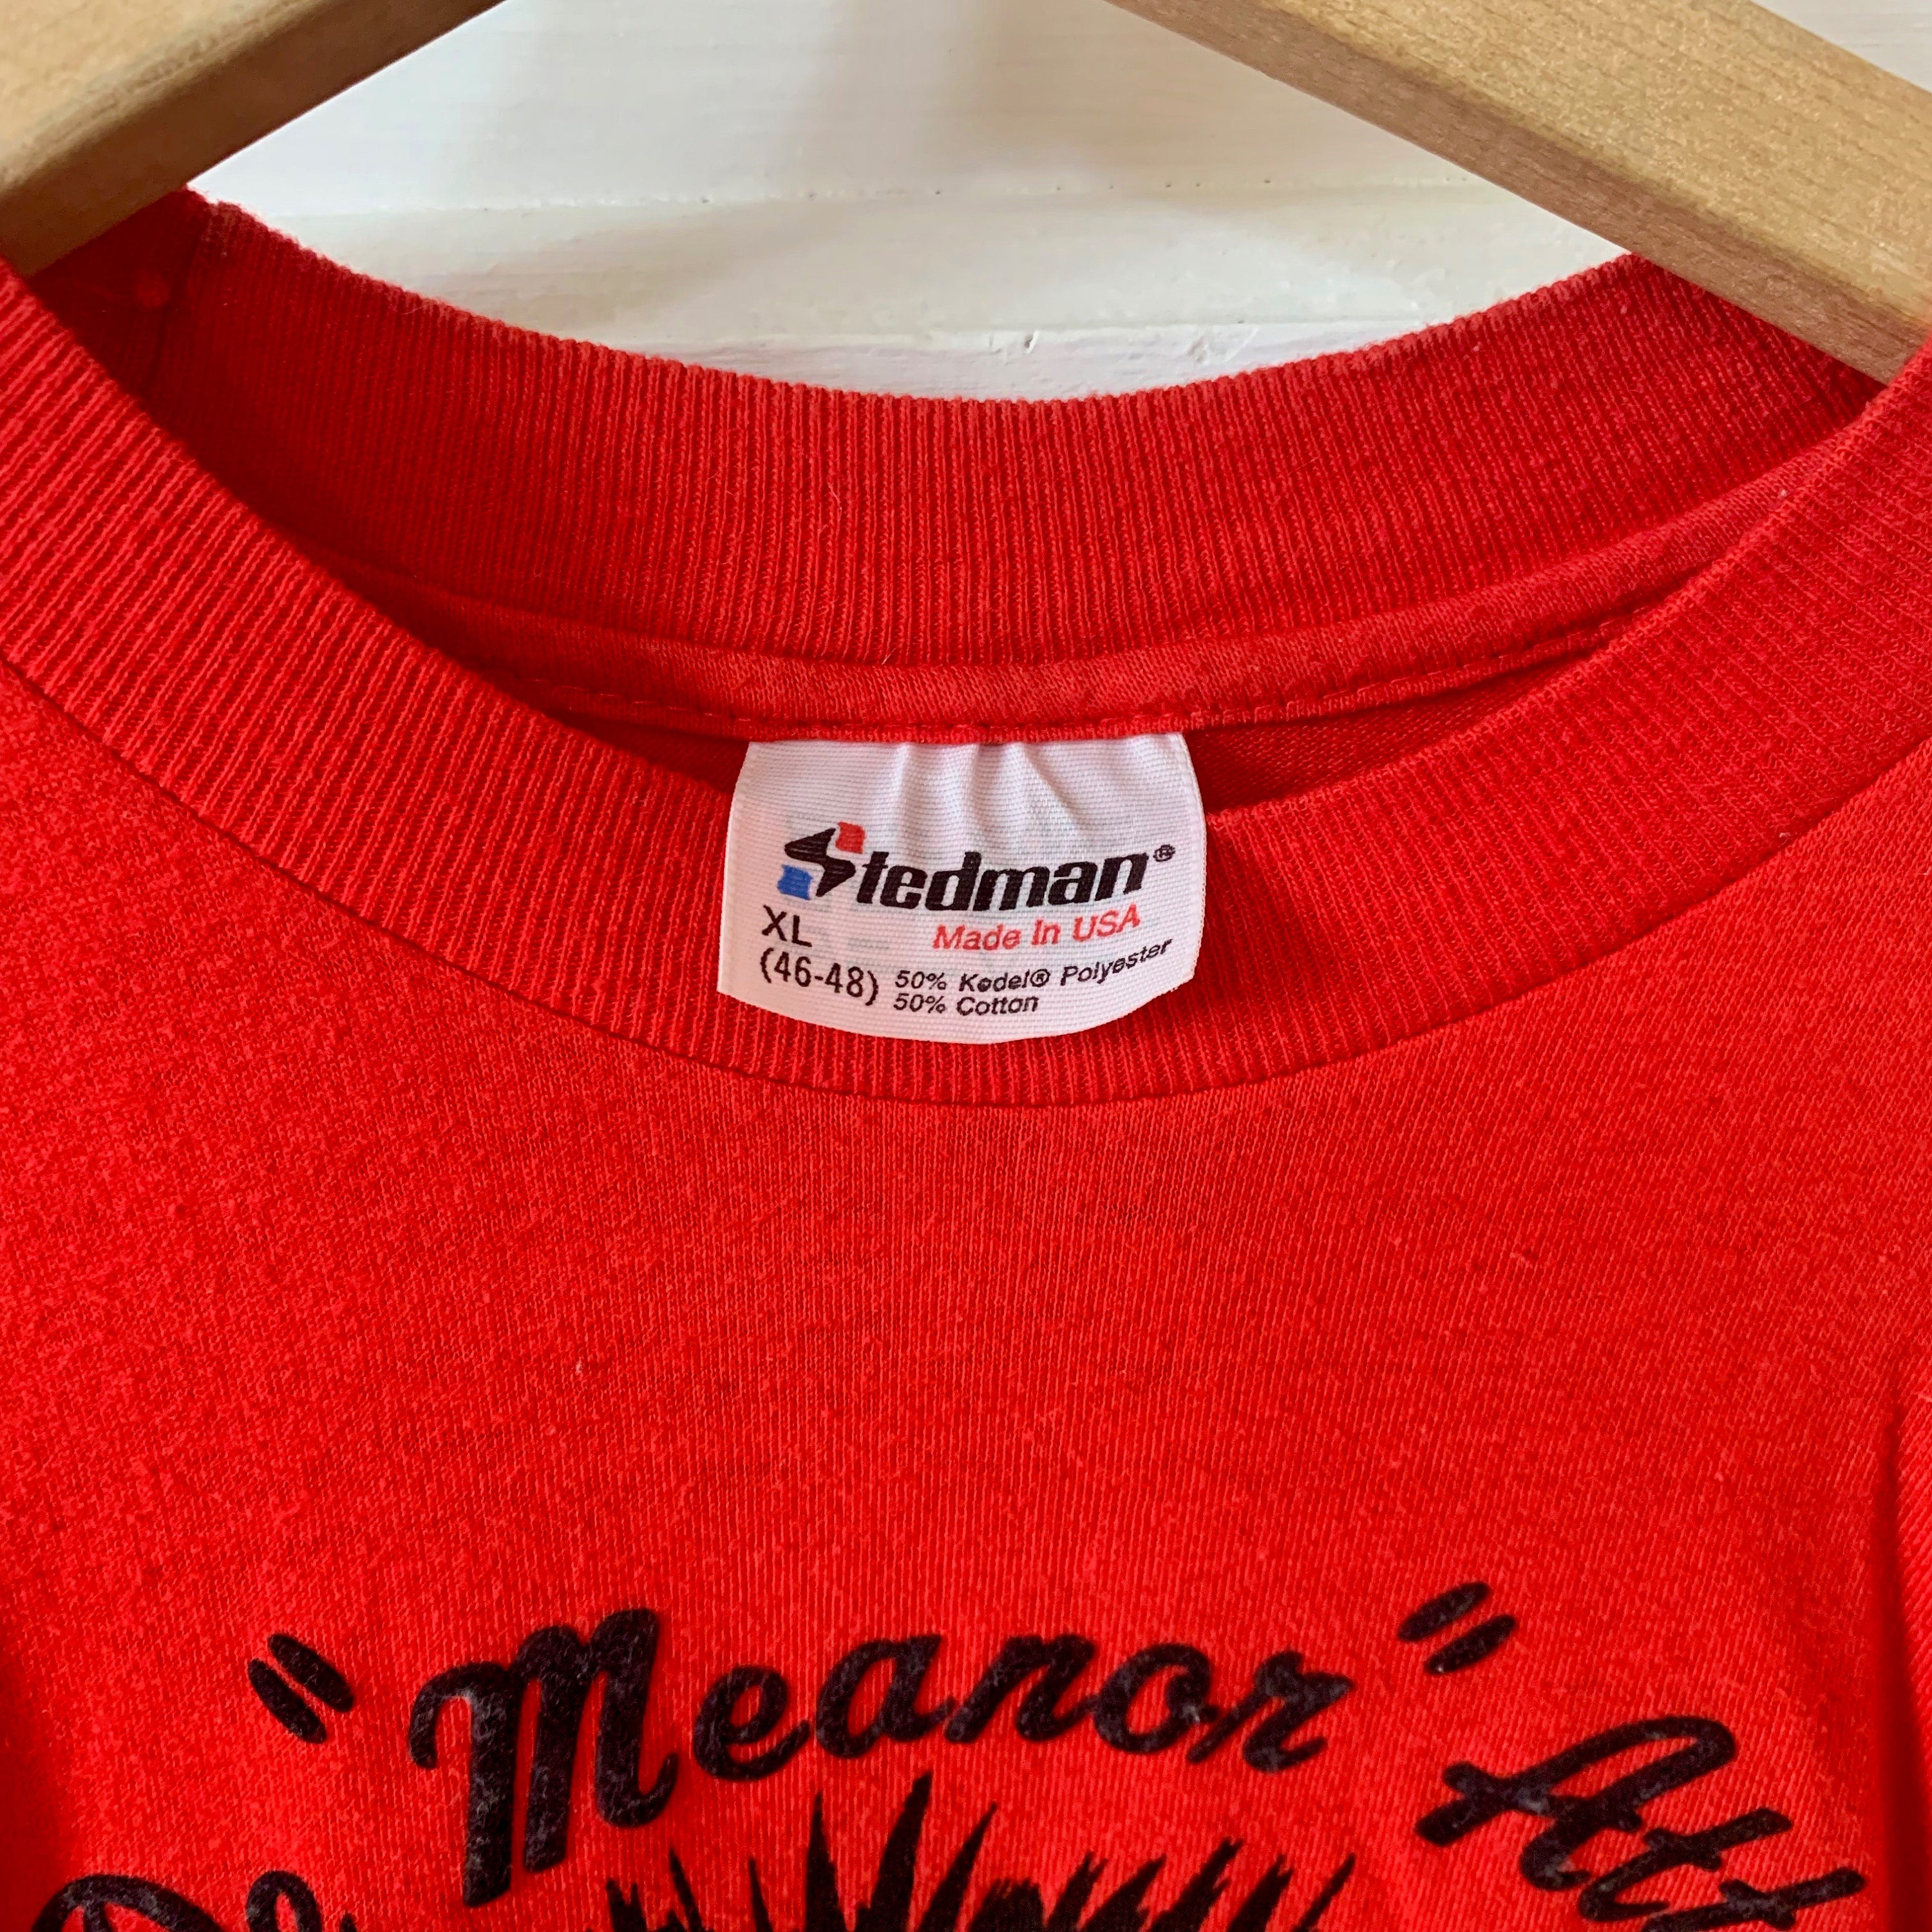 Stedman®
XL
Made In USA
(46-48)
50% Kodel® Polyester
50% Cotton
"Meanor"